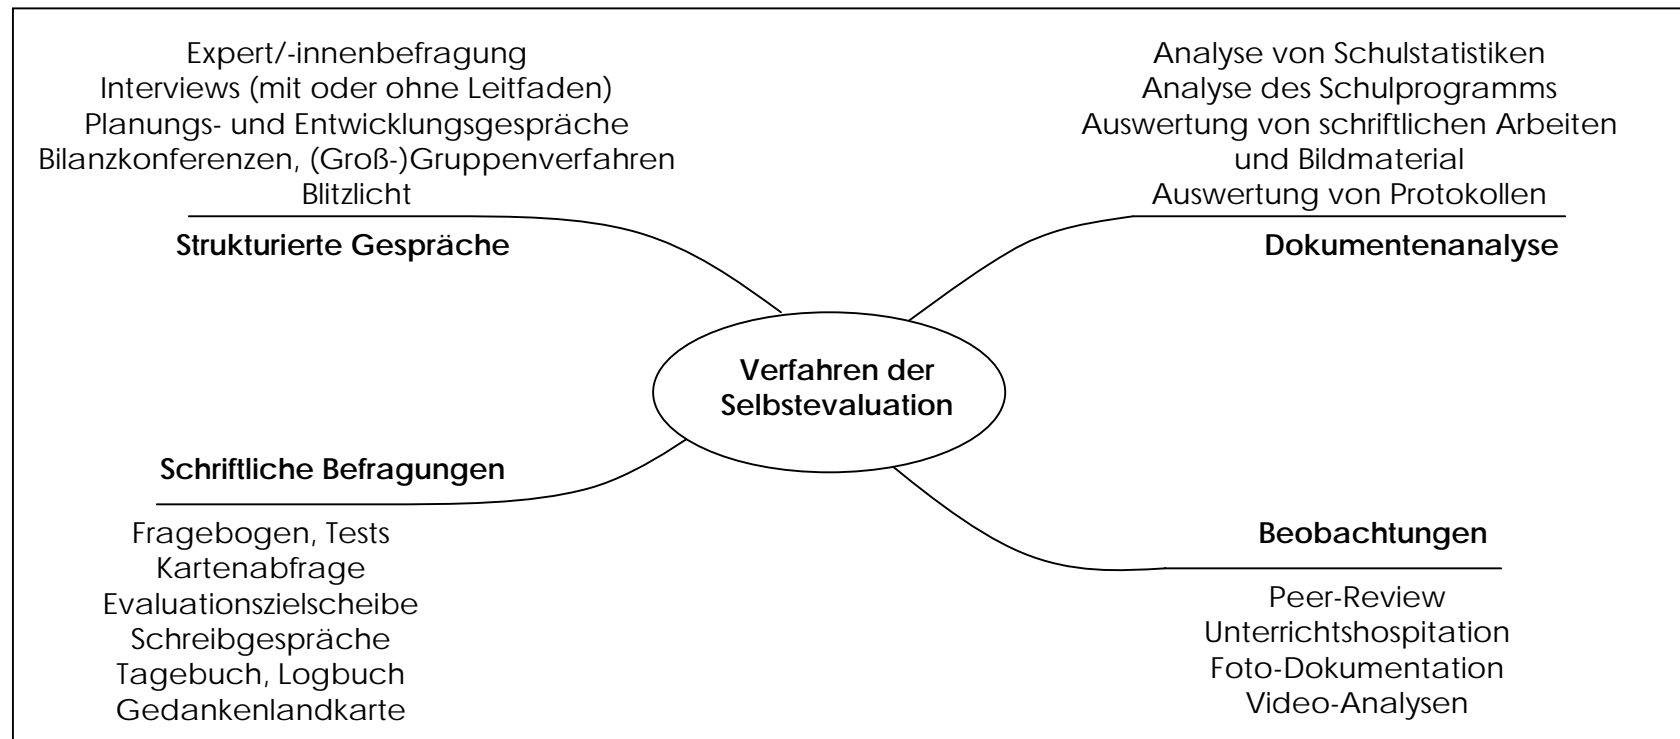 Expert/-innenbefragung
Interviews (mit oder ohne Leitfaden)
Planungs- und Entwicklungsgespräche
Bilanzkonferenzen, (Groß-)Gruppenverfahren
Blitzlicht
Strukturierte Gespräche
Analyse von Schulstatistiken
Analyse des Schulprogramms
Auswertung von schriftlichen Arbeiten
und Bildmaterial
Auswertung von Protokollen
Dokumentenanalyse
Verfahren der
Selbstevaluation
Schriftliche Befragungen
Fragebogen, Tests
Kartenabfrage
Evaluationszielscheibe
Schreibgespräche
Tagebuch, Logbuch
Gedankenlandkarte
Beobachtungen
Peer-Review
Unterrichtshospitation
Foto-Dokumentation
Video-Analysen